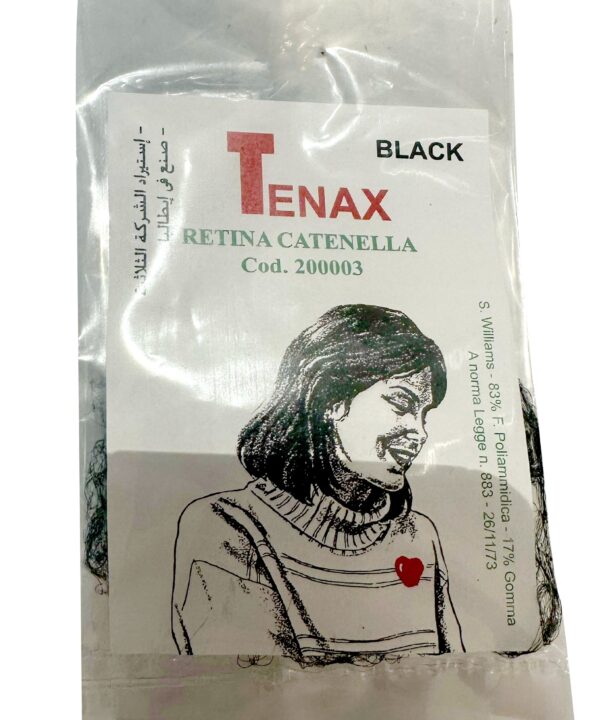 BLACK
TENAX
RETINA CATENELLA
Cod. 200003
- إستيراد الشركة
- صنع في إيطاليا
S. Williams - 83% F. Poliammidica - 17% Gomma
A norma Legge n. 883 - 26/11/73